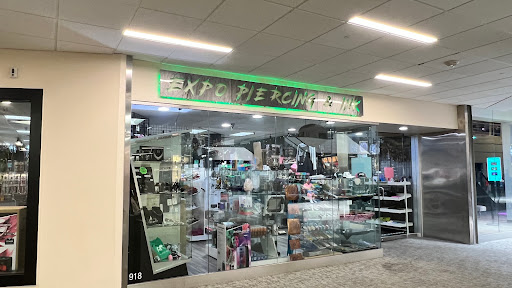 EXPO PIERCING & INK
918